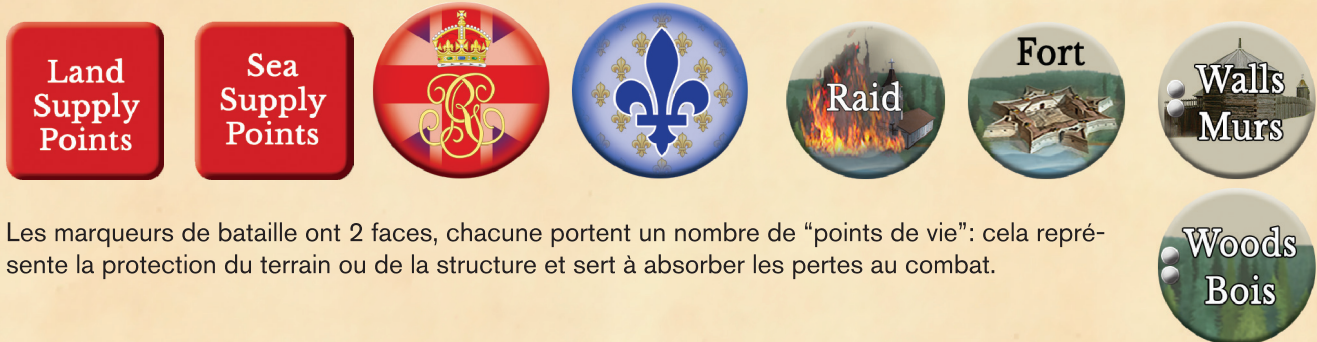 Land
Supply
Points
Sea
Supply
Points
Raid
Fort
Walls
Murs
Les marqueurs de bataille ont 2 faces, chacune portent un nombre de “points de vie”: cela repré-
sente la protection du terrain ou de la structure et sert à absorber les pertes au combat.
Woods
Bois